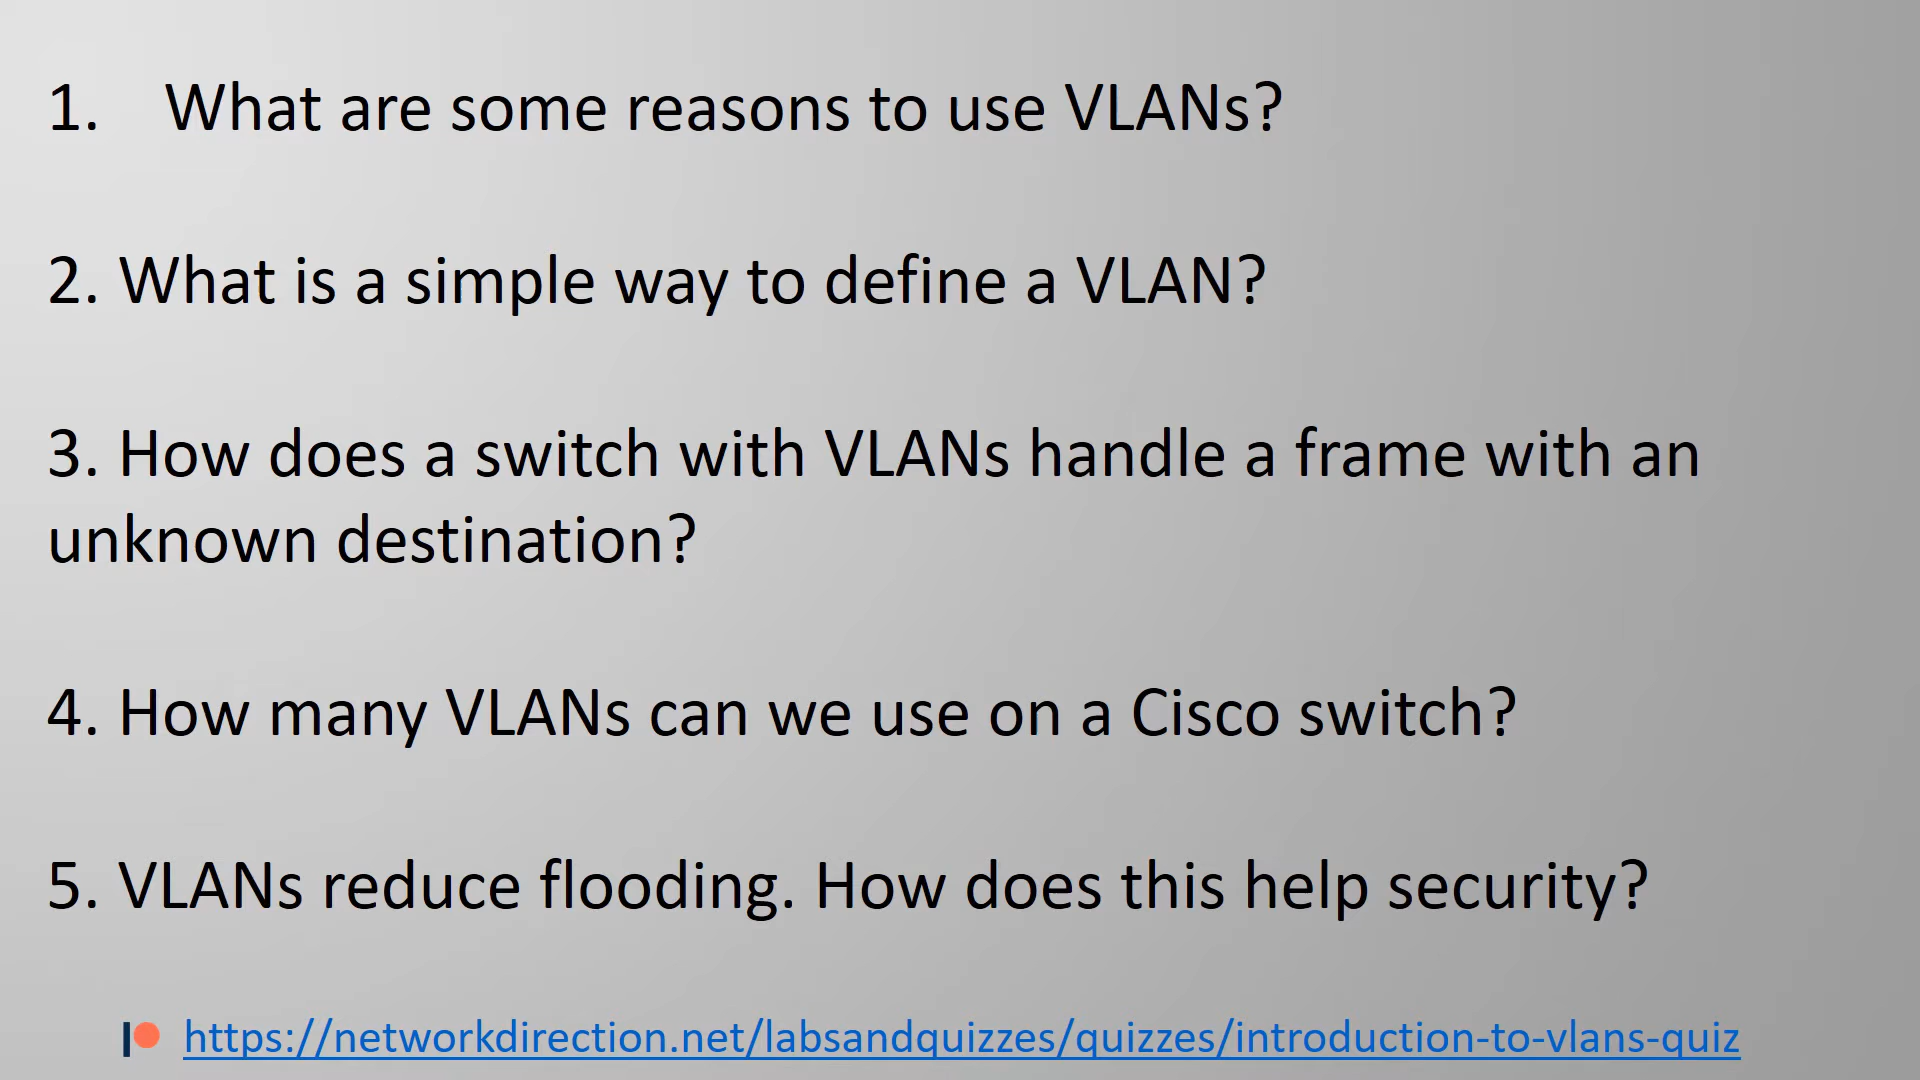 1. What are some reasons to use VLANs?
2. What is a simple way to define a VLAN?
3. How does a switch with VLANs handle a frame with an
unknown destination?
4. How many VLANs can we use on a Cisco switch?
5. VLANs reduce flooding. How does this help security?
https://networkdirection.net/labsandquizzes/quizzes/introduction-to-vlans-quiz